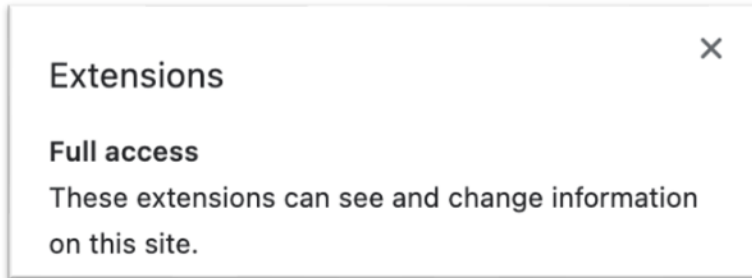 Extensions
Full access
These extensions can see and change information
on this site.